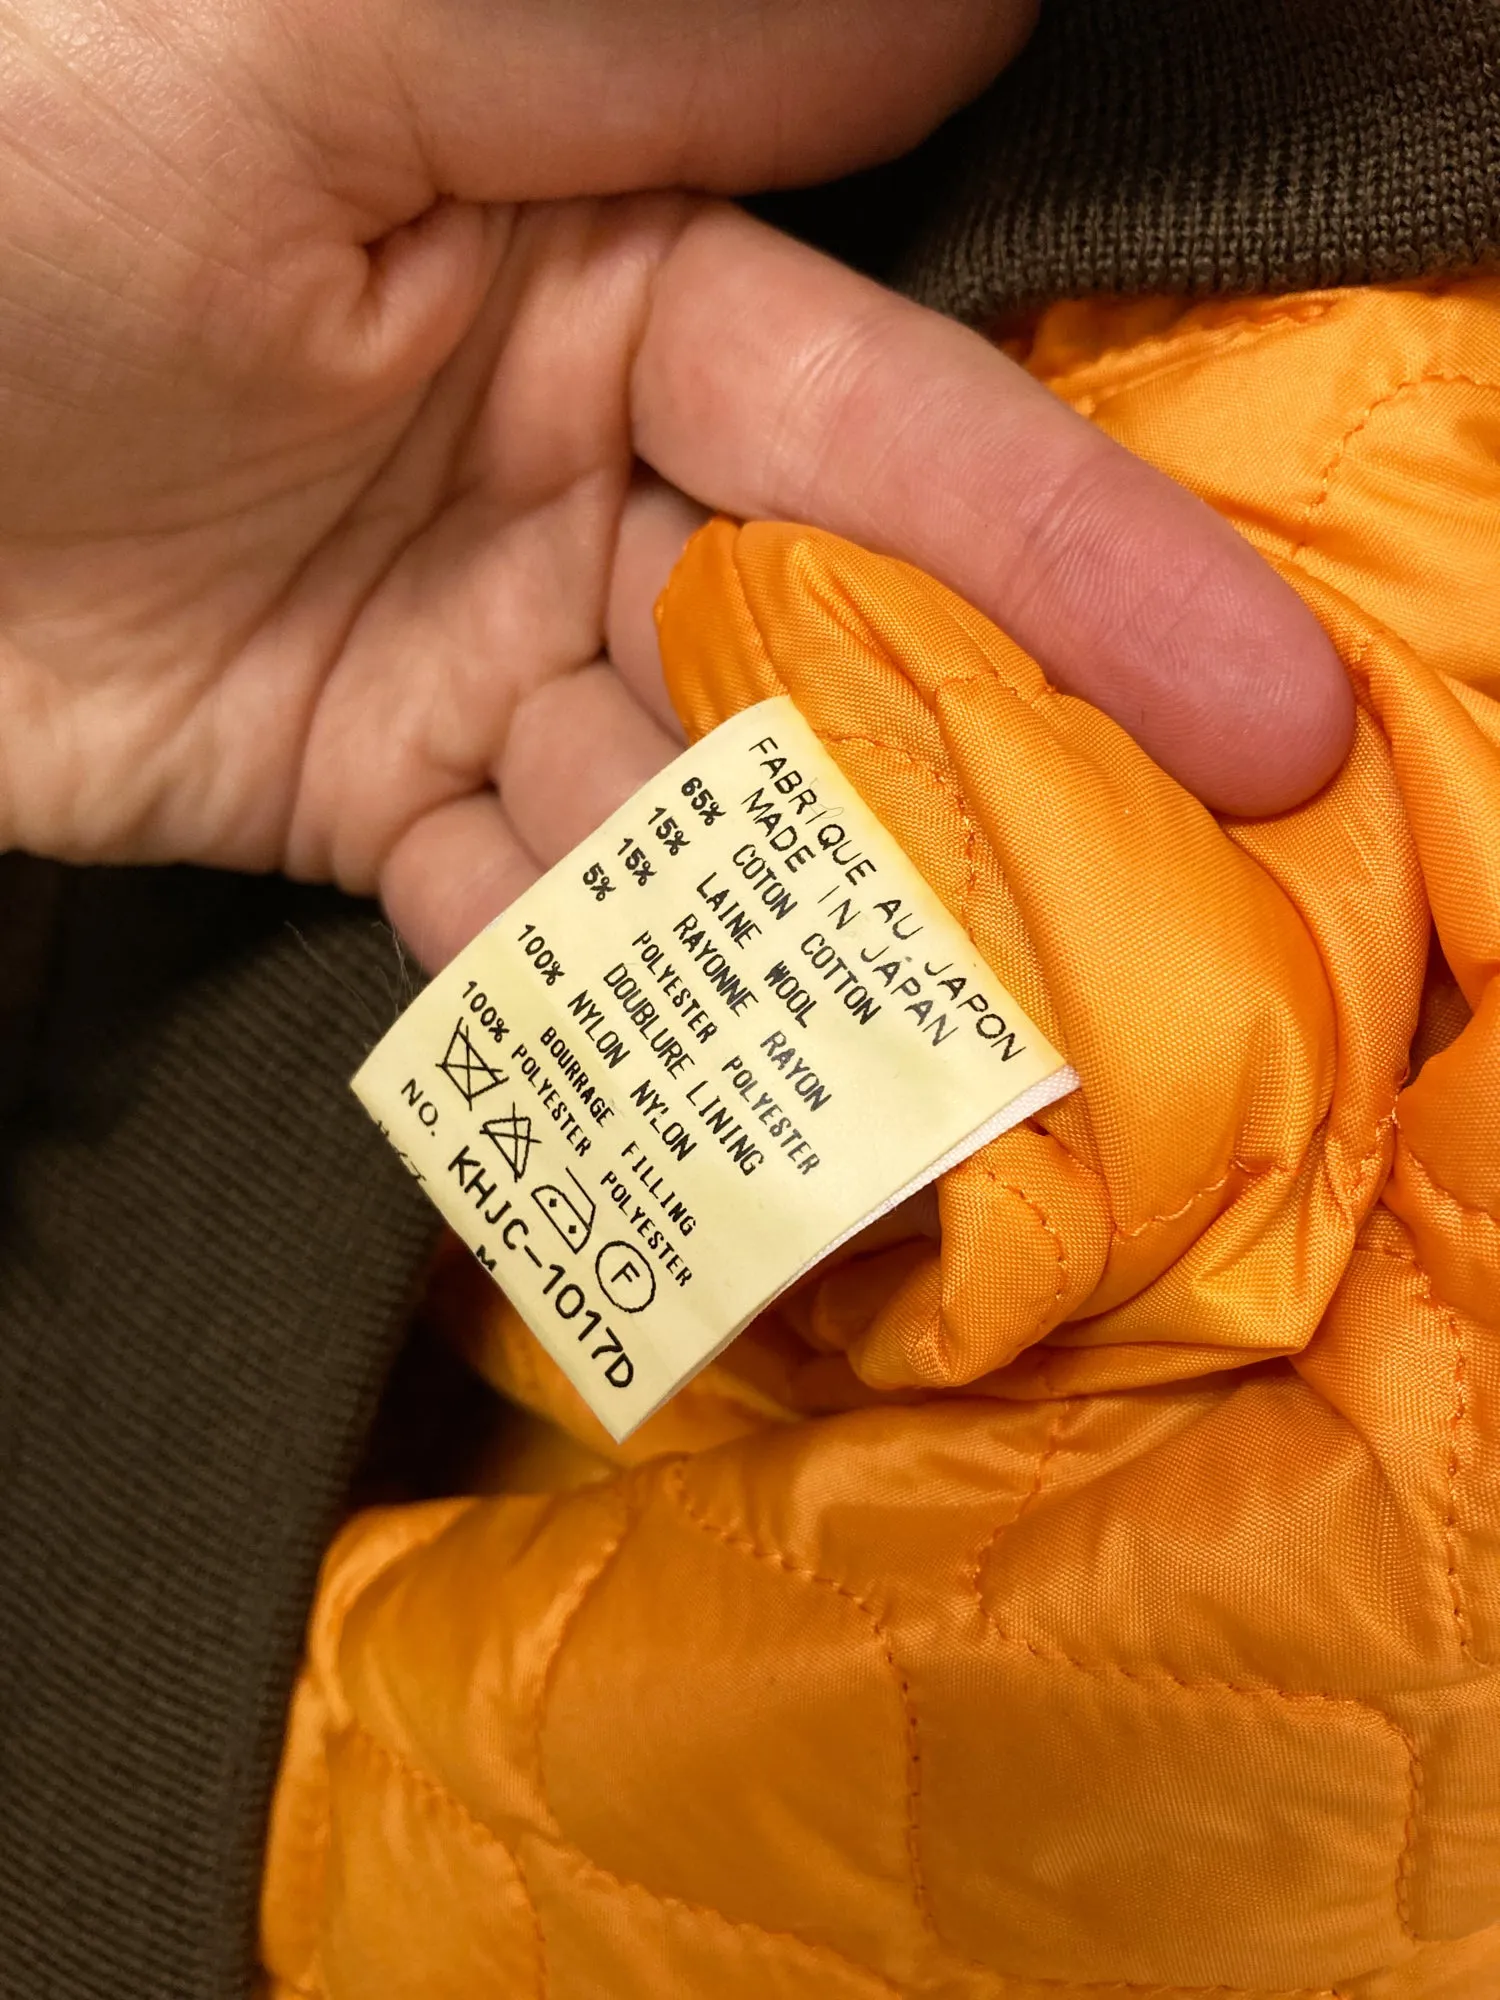 FABRIQUE AU JAPON
MADE IN JAPAN
65% COTON COTTON
15% LAINE WOOL
15% RAYONNE RAYON
5% POLYESTER POLYESTER
DOUBLURE LINING
100% NYLON NYLON
BOURRAGE FILLING
100% POLYESTER POLYESTER
F
NO. KHJC-1017D
M